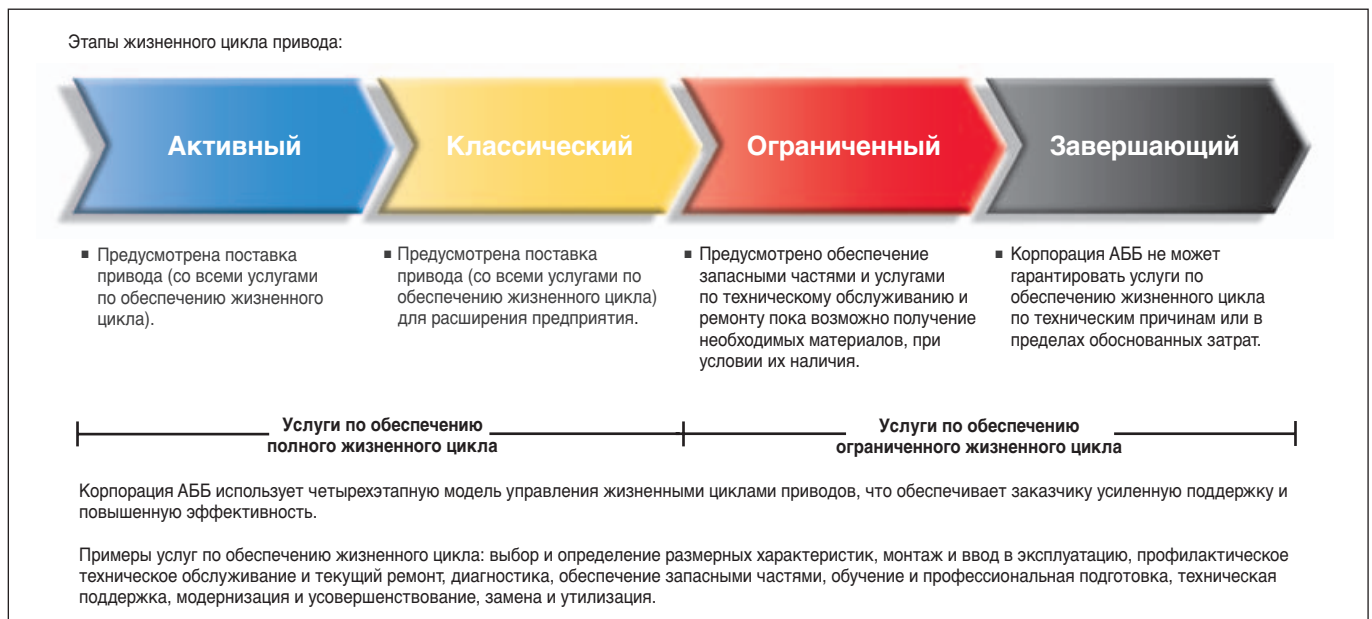 Этапы жизненного цикла привода:
Активный
Классический
Ограниченный
Завершающий
■ Предусмотрена поставка
привода (со всеми услугами
по обеспечению жизненного
цикла).
■ Предусмотрена поставка
привода (со всеми услугами по
обеспечению жизненного цикла)
для расширения предприятия.
■ Предусмотрено обеспечение
запасными частями и услугами
по техническому обслуживанию и
ремонту пока возможно получение
необходимых материалов, при
условии их наличия.
■ Корпорация АББ не может
гарантировать услуги по
обеспечению жизненного цикла
по техническим причинам или в
пределах обоснованных затрат.
Услуги по обеспечению
полного жизненного цикла
Услуги по обеспечению
ограниченного жизненного цикла
Корпорация АББ использует четырехэтапную модель управления жизненными циклами приводов, что обеспечивает заказчику усиленную поддержку и
повышенную эффективность.
Примеры услуг по обеспечению жизненного цикла: выбор и определение размерных характеристик, монтаж и ввод в эксплуатацию, профилактическое
техническое обслуживание и текущий ремонт, диагностика, обеспечение запасными частями, обучение и профессиональная подготовка, техническая
поддержка, модернизация и усовершенствование, замена и утилизация.